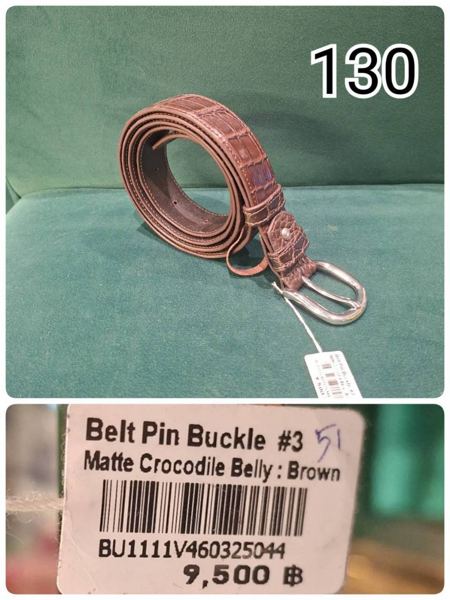 130
Belt Pin Buckle #3 51
Matte Crocodile Belly : Brown
BU1111V460325044
9,500 ฿